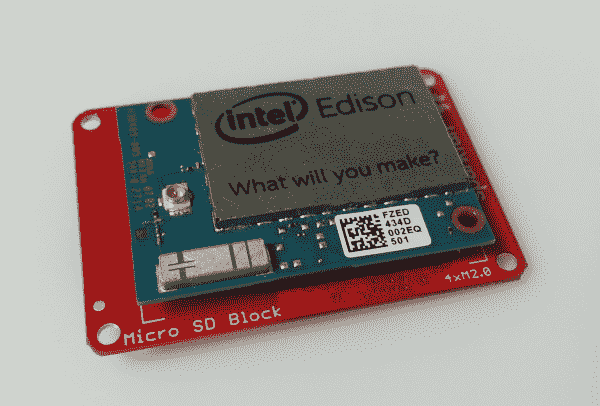 intel Edison
What will you make?
FZED
434D
002EQ
501
4xM2.0
Micro SD Block